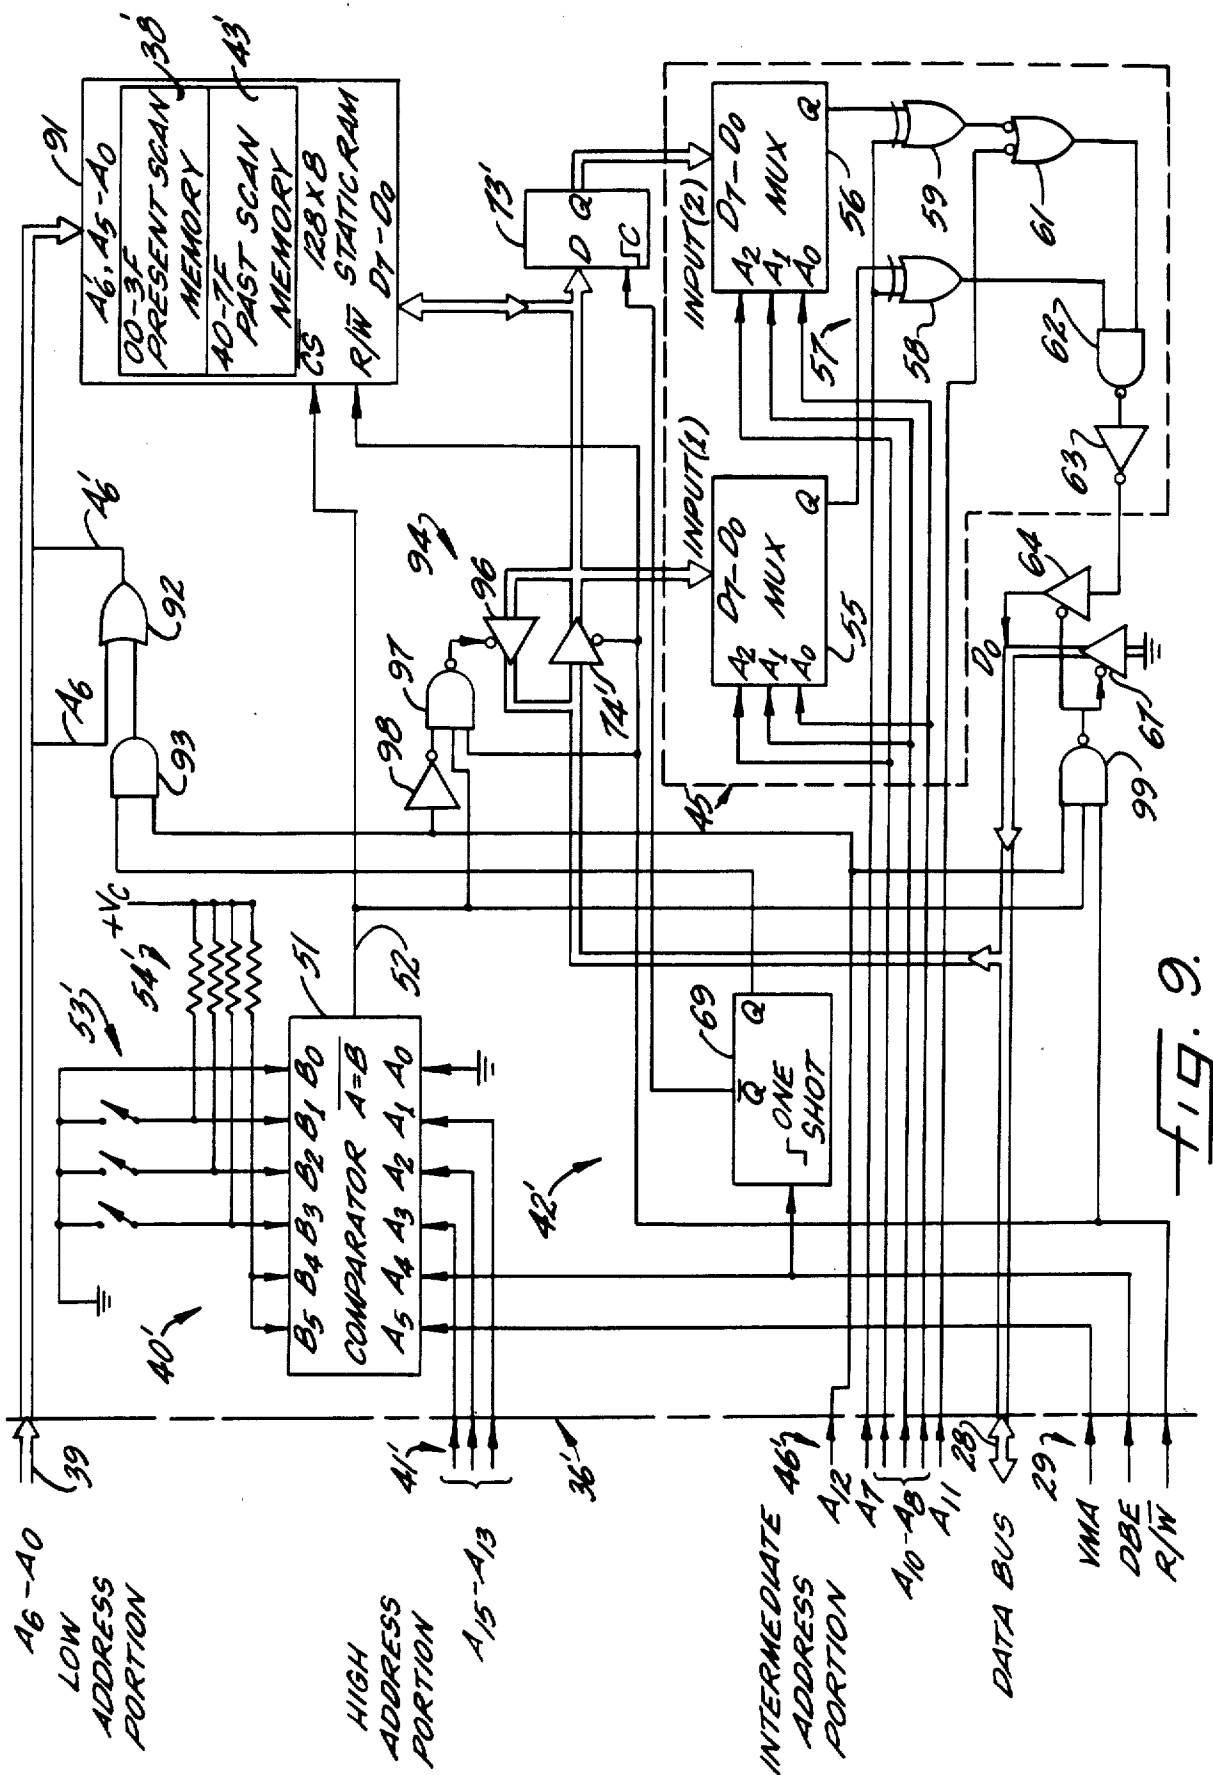 A6-A0
LOW
ADDRESS
PORTION
39
HIGH
ADDRESS
PORTION
A15-A13
41'
36'
INTERMEDIATE
ADDRESS
PORTION
46'
A12
A7
A10-A8
A11
DATA BUS
28
29'
VMA
DBE
R/W̅
40'
53'
54'
+VC
B5 B4 B3 B2 B1 B0
COMPARATOR A̅=̅B̅
A5 A4 A3 A2 A1 A0
51
52
42'
69
Q̅ Q
ONE
SHOT
A6
A6'
93
92
98
97
94
96
74'
91
A6', A5-A0
00-3F
PRESENT SCAN
MEMORY
38'
40-7F
PAST SCAN
MEMORY
43'
C̅S̅ 128X8
R/W̅ STATIC RAM
D7-D0
73'
D Q
C
45
INPUT(1)
D7-D0
MUX
A2
A1
A0
Q
55
INPUT(2)
D7-D0
MUX
A2
A1
A0
Q
56
57
58
59
61
62
63
64
D0
67
99
Fig. 9.